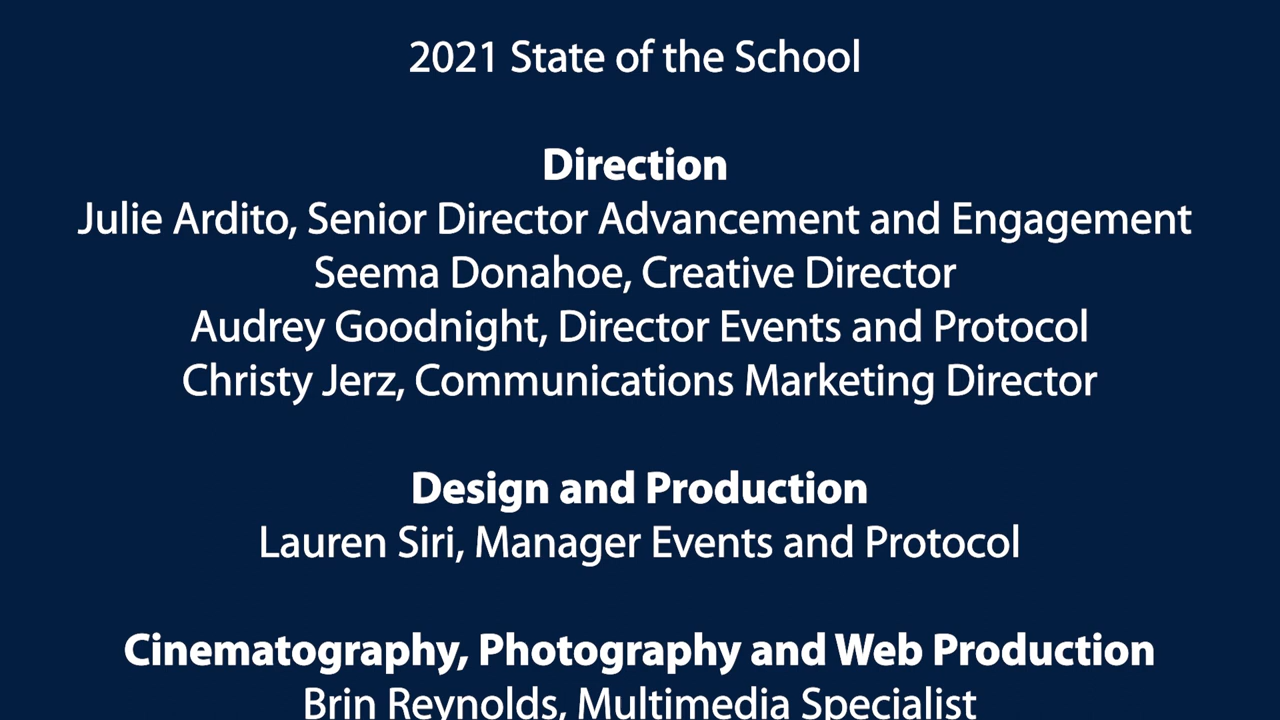 2021 State of the School
Direction
Julie Ardito, Senior Director Advancement and Engagement
Seema Donahoe, Creative Director
Audrey Goodnight, Director Events and Protocol
Christy Jerz, Communications Marketing Director
Design and Production
Lauren Siri, Manager Events and Protocol
Cinematography, Photography and Web Production
Brin Reynolds, Multimedia Specialist